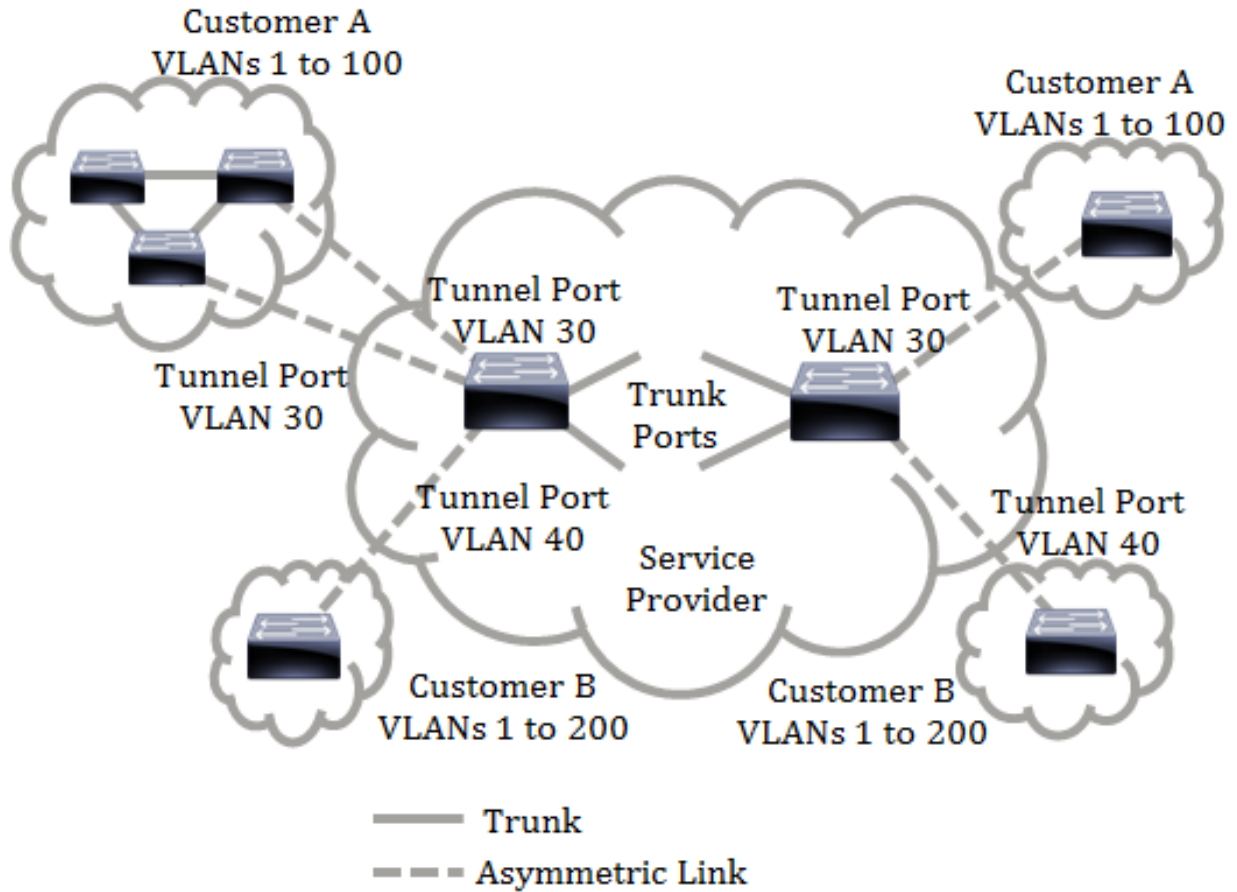 Customer A
VLANs 1 to 100
Customer A
VLANs 1 to 100
Tunnel Port
VLAN 30
Tunnel Port
VLAN 30
Tunnel Port
VLAN 30
Trunk
Ports
Tunnel Port
VLAN 40
Tunnel Port
VLAN 40
Service
Provider
Customer B
VLANs 1 to 200
Customer B
VLANs 1 to 200
Trunk
Asymmetric Link